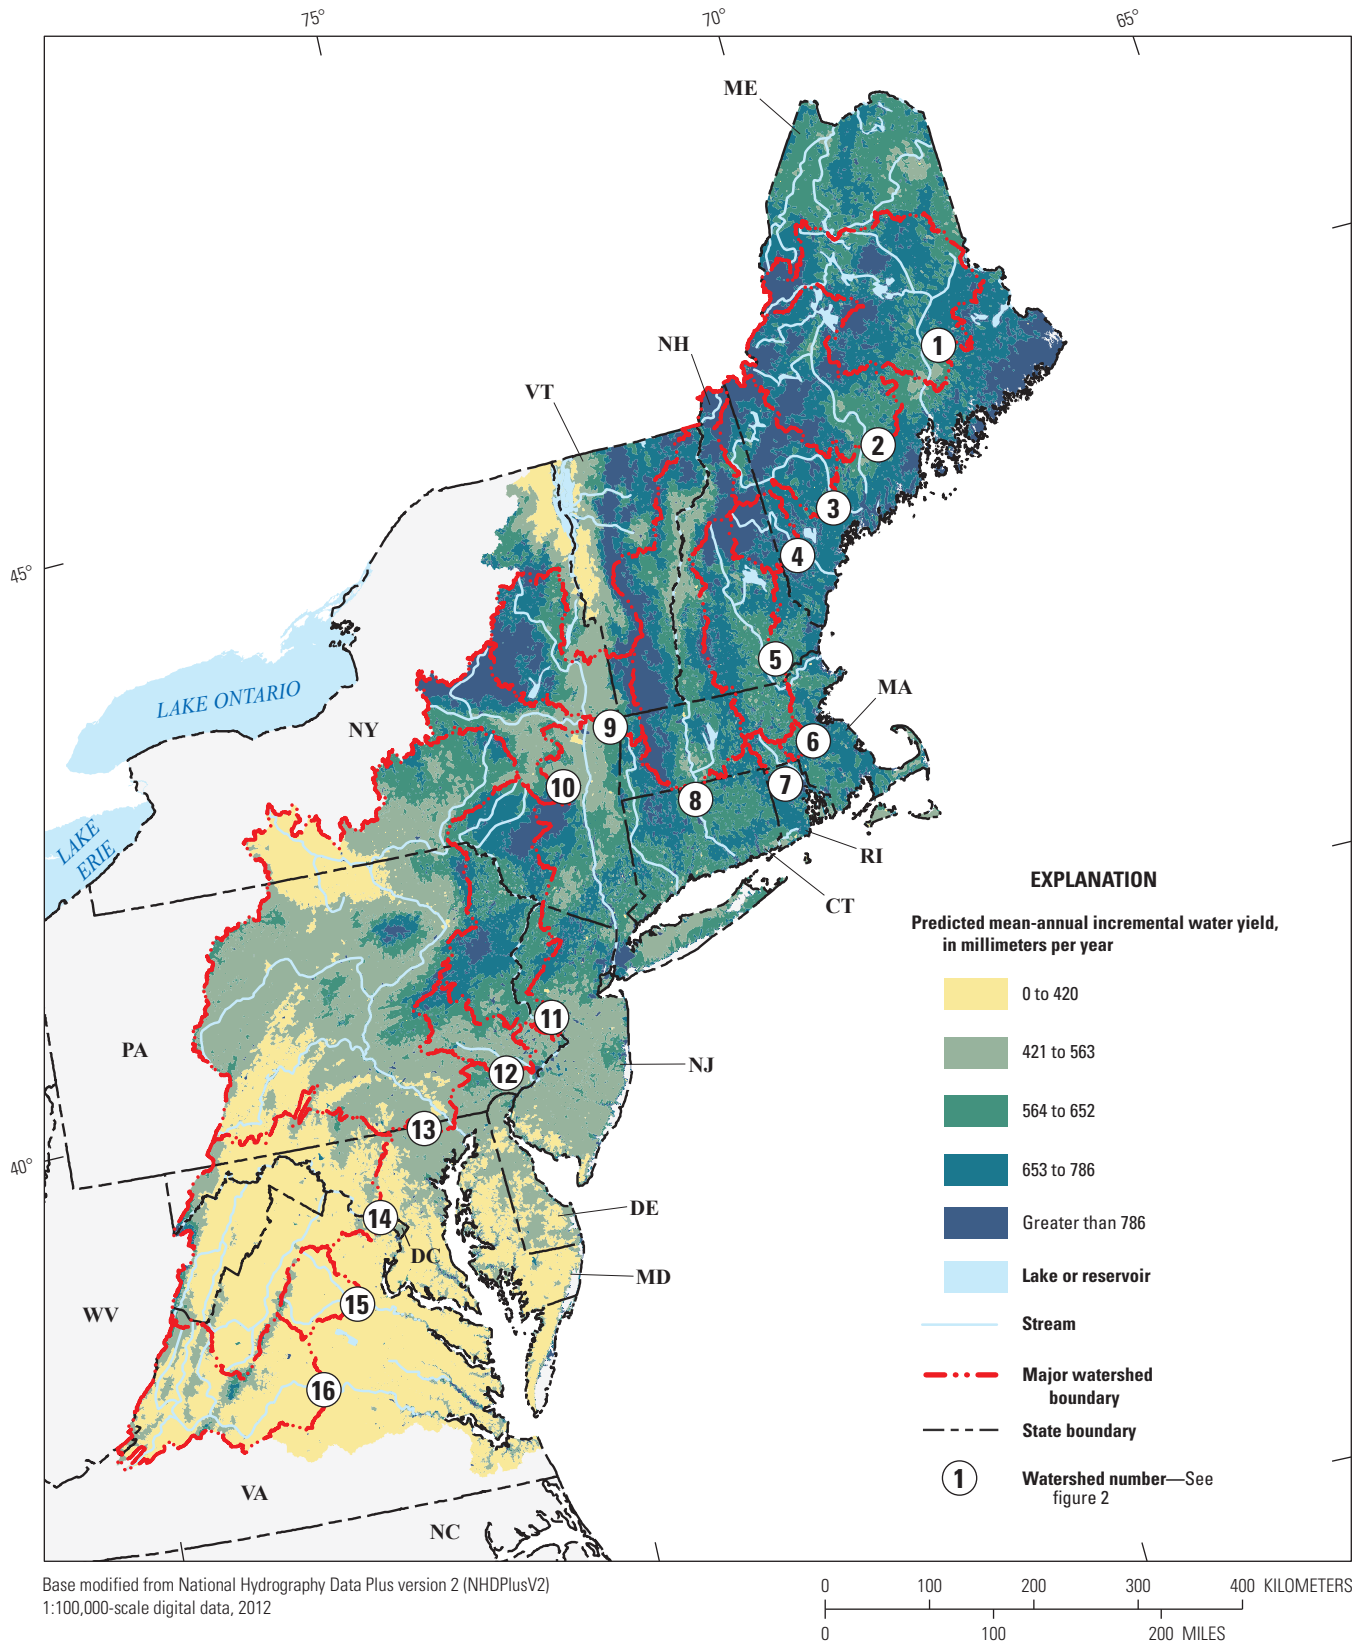 75°
70°
65°
ME
NH
VT
1
2
3
4
45°
5
MA
LAKE ONTARIO
NY
9
6
10
7
8
LAKE
ERIE
RI
CT
EXPLANATION
Predicted mean-annual incremental water yield,
in millimeters per year
0 to 420
421 to 563
564 to 652
653 to 786
Greater than 786
Lake or reservoir
Stream
Major watershed
boundary
State boundary
1
Watershed number—See
figure 2
11
PA
NJ
12
13
40°
DE
14
DC
MD
WV
15
16
VA
NC
Base modified from National Hydrography Data Plus version 2 (NHDPlusV2)
1:100,000-scale digital data, 2012
0 100 200 300 400 KILOMETERS
0 100 200 MILES